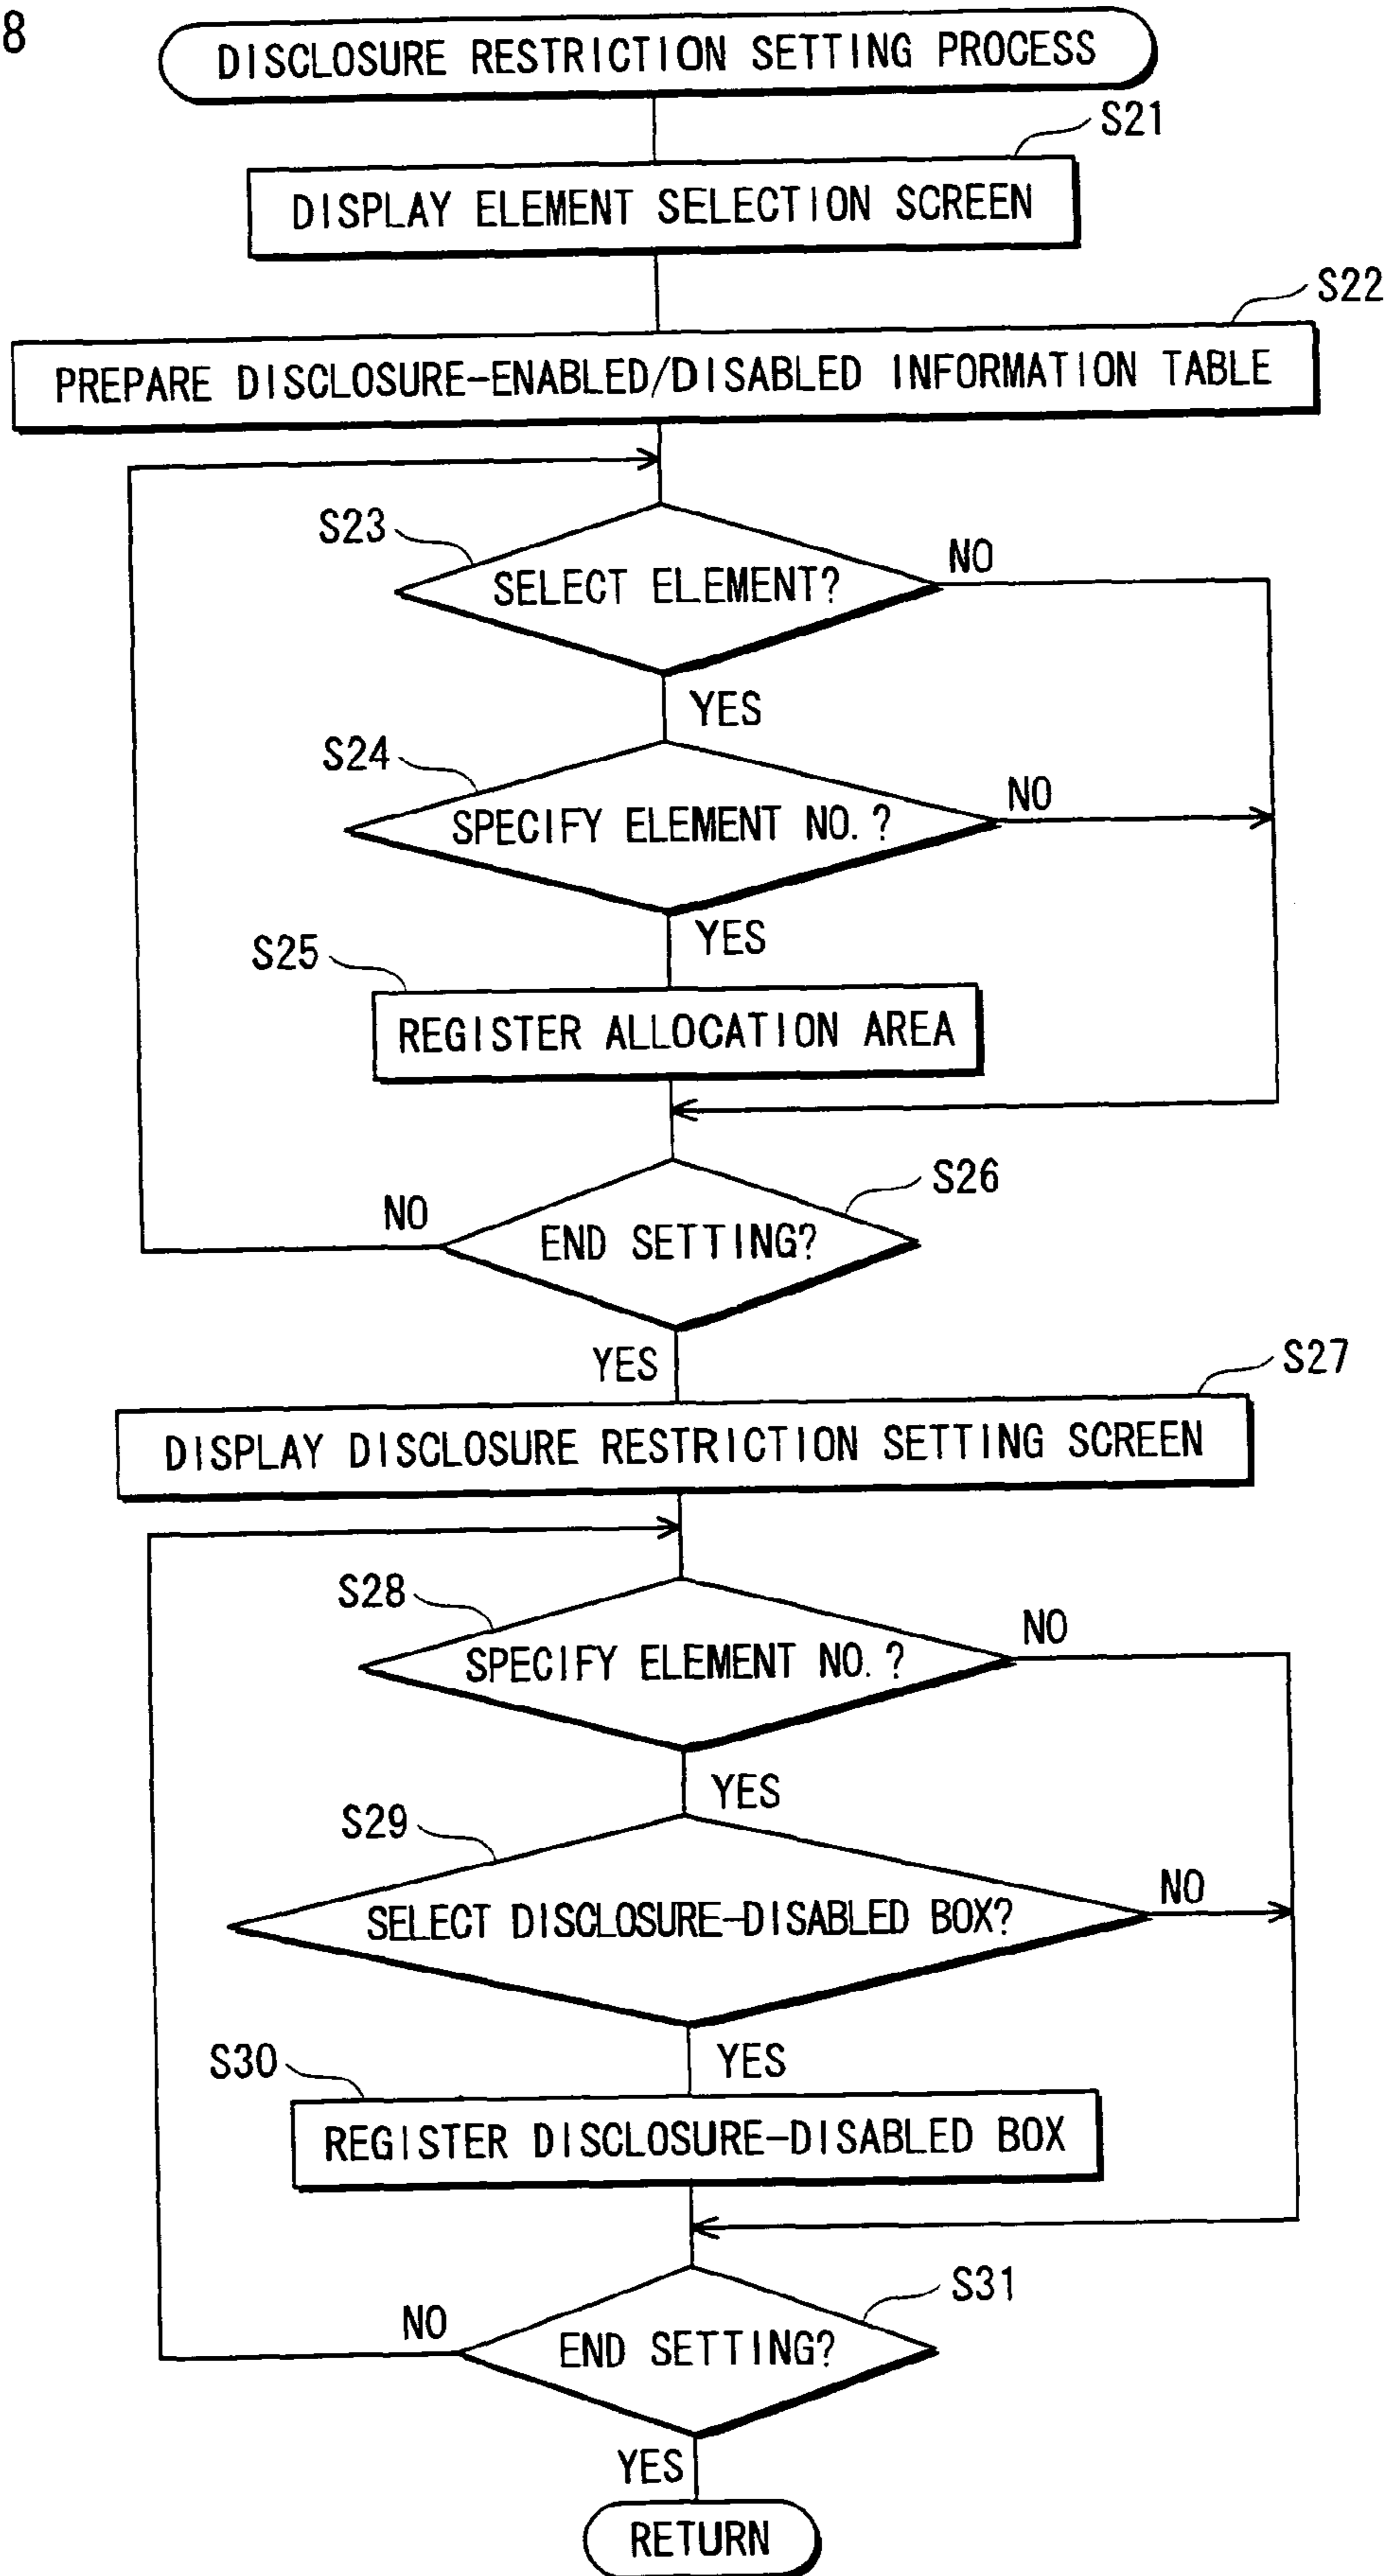 8
DISCLOSURE RESTRICTION SETTING PROCESS
S21
DISPLAY ELEMENT SELECTION SCREEN
S22
PREPARE DISCLOSURE-ENABLED/DISABLED INFORMATION TABLE
S23
SELECT ELEMENT?
NO
YES
S24
SPECIFY ELEMENT NO.?
NO
YES
S25
REGISTER ALLOCATION AREA
S26
NO
END SETTING?
YES
S27
DISPLAY DISCLOSURE RESTRICTION SETTING SCREEN
S28
SPECIFY ELEMENT NO.?
NO
YES
S29
SELECT DISCLOSURE-DISABLED BOX?
NO
YES
S30
REGISTER DISCLOSURE-DISABLED BOX
S31
NO
END SETTING?
YES
RETURN